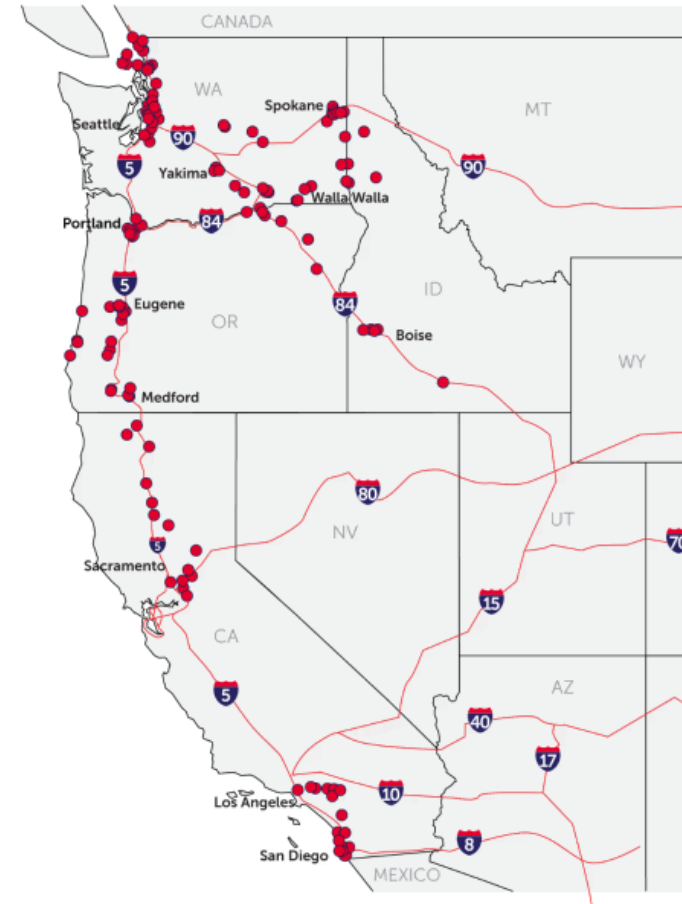 CANADA
WA
Spokane
MT
Seattle
90
90
5
Yakima
Walla Walla
Portland
84
5
ID
Eugene
84
OR
Boise
WY
Medford
80
NV
UT
5
70
Sacramento
15
CA
AZ
5
40
17
10
Los Angeles
8
San Diego
MEXICO